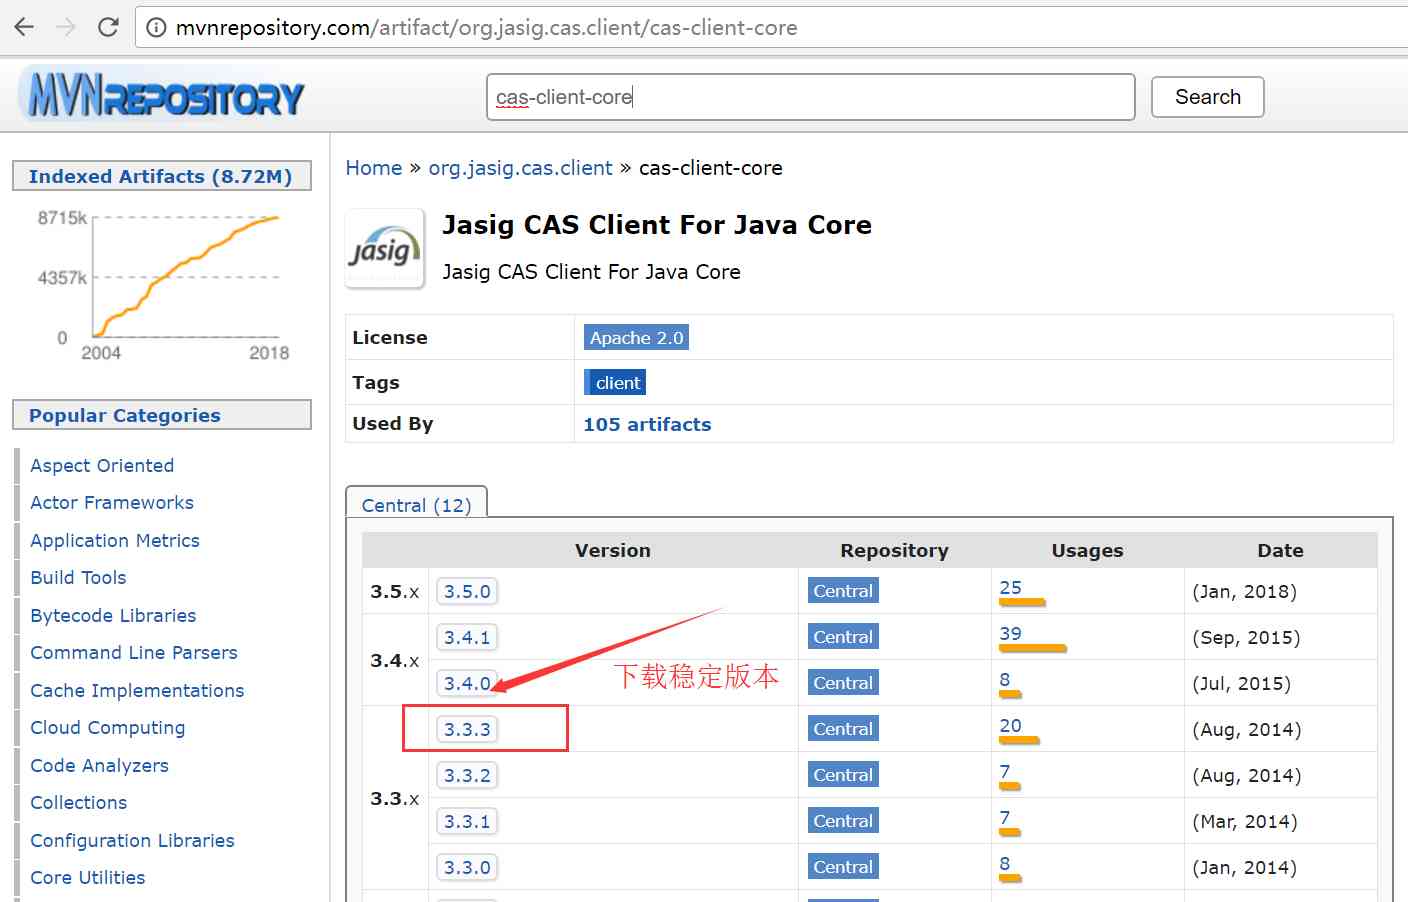 mvnrepository.com/artifact/org.jasig.cas.client/cas-client-core
MVNREPOSITORY
cas-client-core
Search
Indexed Artifacts (8.72M)
8715k
4357k
0
2004
2018
Popular Categories
Aspect Oriented
Actor Frameworks
Application Metrics
Build Tools
Bytecode Libraries
Command Line Parsers
Cache Implementations
Cloud Computing
Code Analyzers
Collections
Configuration Libraries
Core Utilities
Home » org.jasig.cas.client » cas-client-core
jasig
Jasig CAS Client For Java Core
Jasig CAS Client For Java Core
License Apache 2.0
Tags client
Used By 105 artifacts
Central (12)
Version Repository Usages Date
3.5.x 3.5.0 Central 25 (Jan, 2018)
3.4.x
3.4.1 Central 39 (Sep, 2015)
3.4.0 Central 8 (Jul, 2015)
下载稳定版本
3.3.x
3.3.3 Central 20 (Aug, 2014)
3.3.2 Central 7 (Aug, 2014)
3.3.1 Central 7 (Mar, 2014)
3.3.0 Central 8 (Jan, 2014)